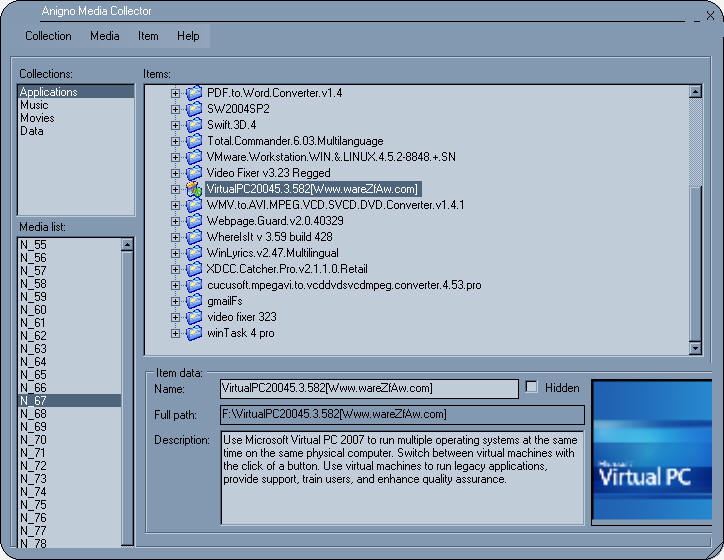 Anigno Media Collector
Collection Media Item Help
Collections:
Applications
Music
Movies
Data
Media list:
N_55
N_56
N_57
N_58
N_59
N_60
N_61
N_62
N_63
N_64
N_65
N_66
N_67
N_68
N_69
N_70
N_71
N_72
N_73
N_74
N_75
N_76
N_77
N_78
Items:
PDF.to.Word.Converter.v1.4
SW2004SP2
Swift.3D.4
Total.Commander.6.03.Multilanguage
VMware.Workstation.WIN.&.LINUX.4.5.2-8848.+.SN
Video Fixer v3.23 Regged
VirtualPC20045.3.582[Www.wareZfAw.com]
WMV.to.AVI.MPEG.VCD.SVCD.DVD.Converter.v1.4.1
Webpage.Guard.v2.0.40329
WhereIsIt v 3.59 build 428
WinLyrics.v2.47.Multilingual
XDCC.Catcher.Pro.v2.1.1.0.Retail
cucusoft.mpegavi.to.vcddvdsvcdmpeg.converter.4.53.pro
gmailFs
video fixer 323
winTask 4 pro
Item data:
Name: VirtualPC20045.3.582[Www.wareZfAw.com] Hidden
Full path: F:\VirtualPC20045.3.582[Www.wareZfAw.com]
Description: Use Microsoft Virtual PC 2007 to run multiple operating systems at the same
time on the same physical computer. Switch between virtual machines with
the click of a button. Use virtual machines to run legacy applications,
provide support, train users, and enhance quality assurance.
Microsoft
Virtual PC